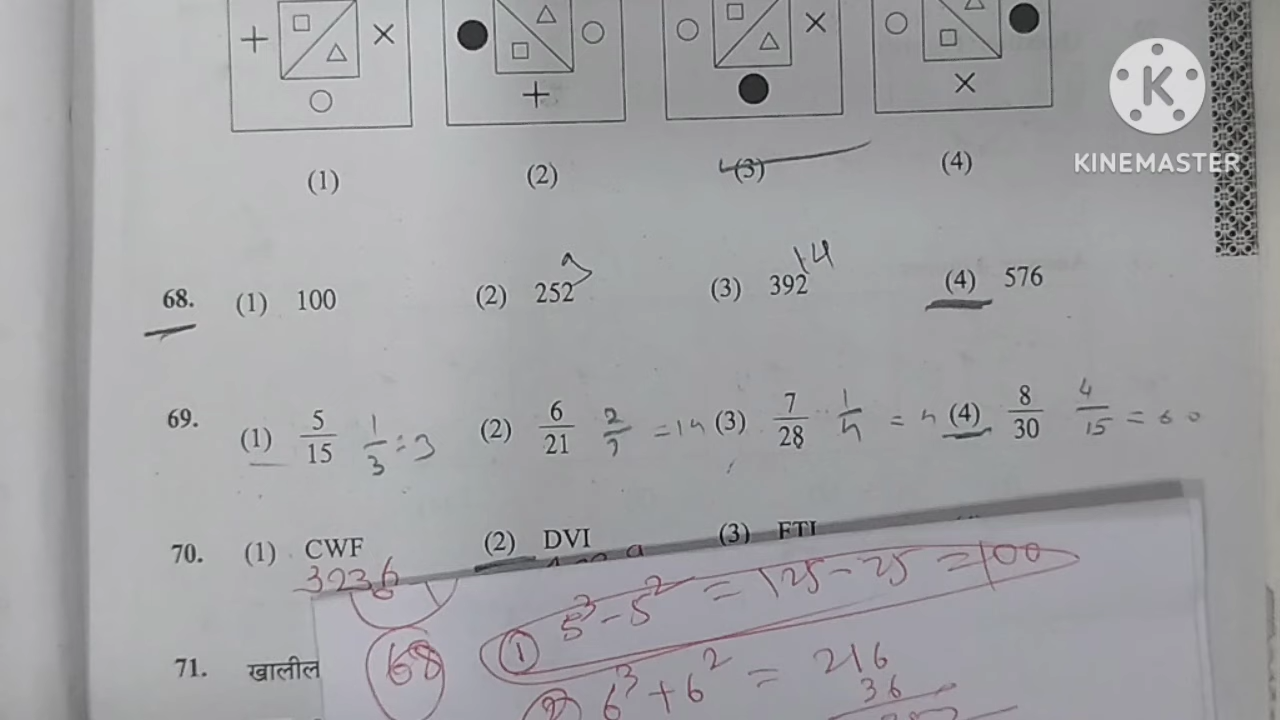 K
KINEMASTER
(1) (2) (3) (4)
68. (1) 100 (2) 252 (3) 392 14 (4) 576
69. (1) 5/15 1/3 = 3 (2) 6/21 2/7 = 14 (3) 7/28 1/4 = 4 (4) 8/30 4/15 = 60
70. (1) CWF (2) DVI (3) FTI
3236
68 ① 5³ - 5² = 125 - 25 = 100
② 6³ + 6² = 216
36
71. खालील